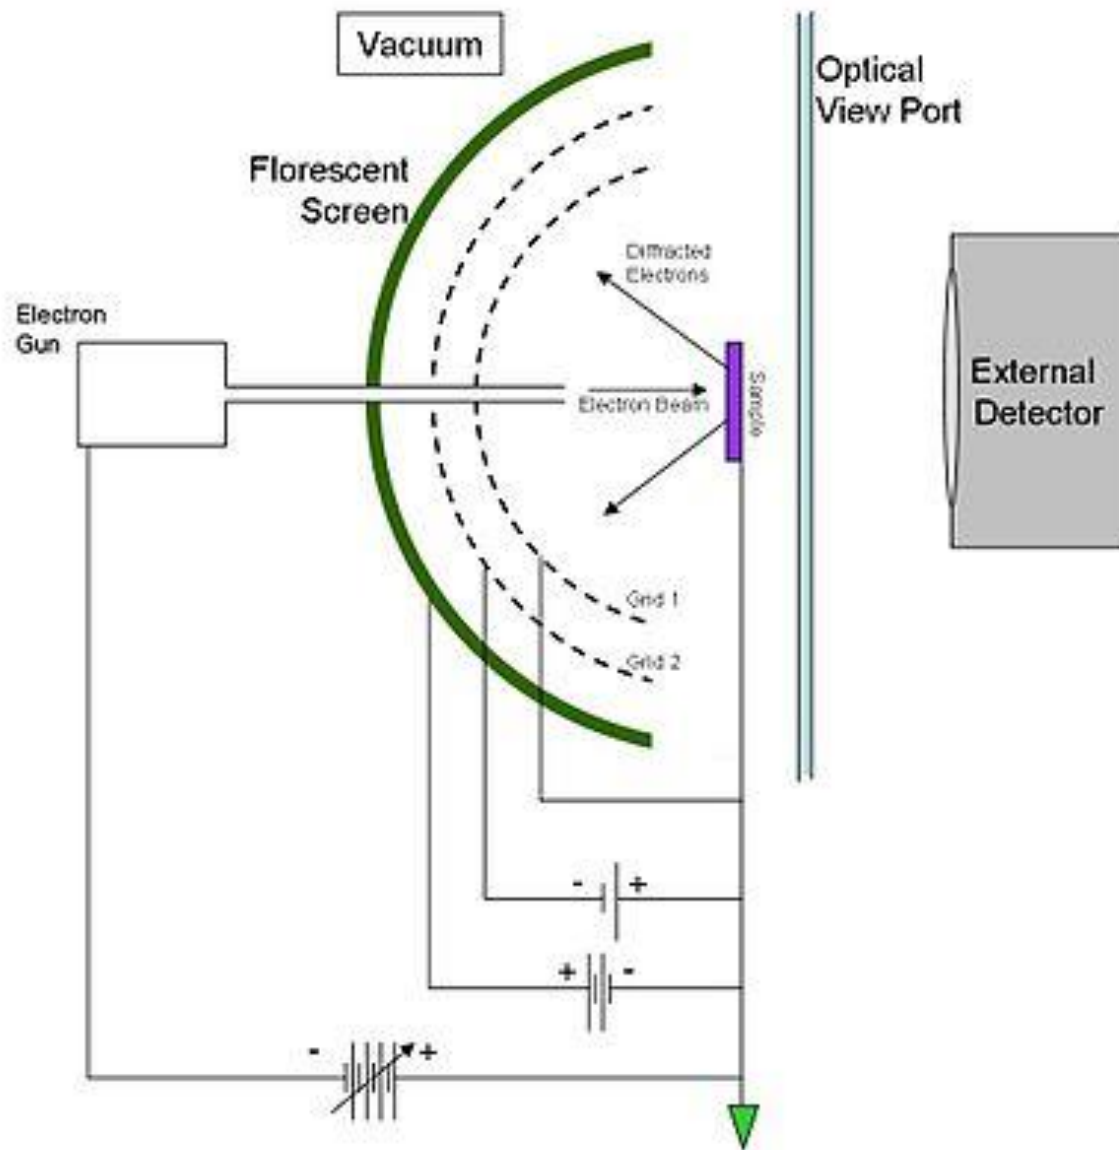 Vacuum
Optical
View Port
Florescent
Screen
Diffracted
Electrons
Electron
Gun
External
Detector
Sample
Electron Beam
Grid 1
Grid 2
- +
+ -
- +